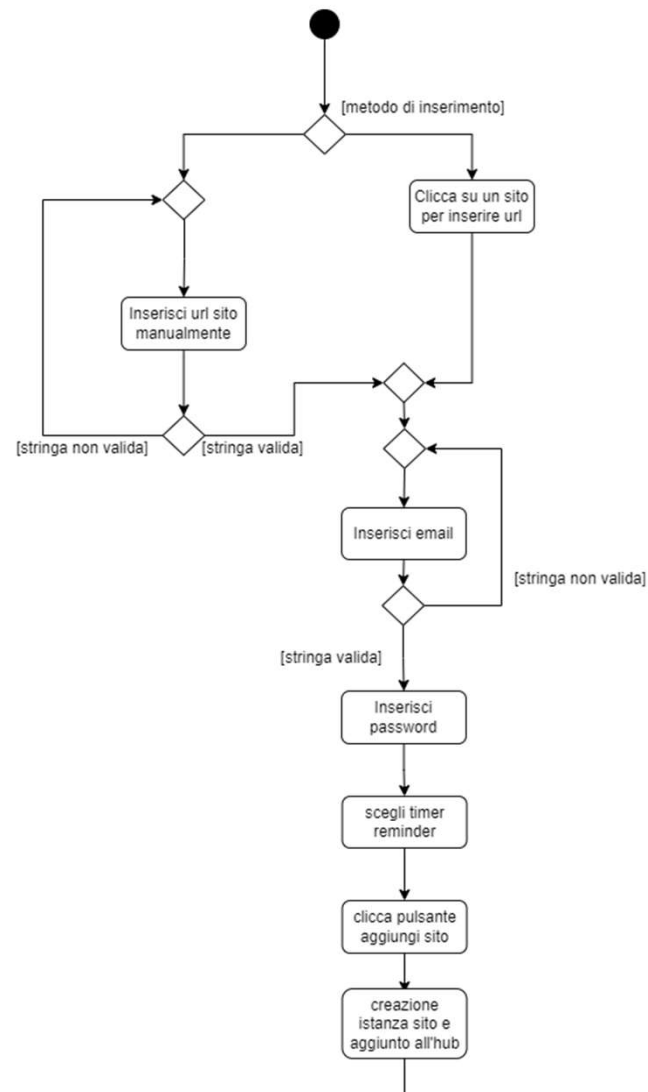 [metodo di inserimento]
Clicca su un sito
per inserire url
Inserisci url sito
manualmente
[stringa non valida]
[stringa valida]
Inserisci email
[stringa non valida]
[stringa valida]
Inserisci
password
scegli timer
reminder
clicca pulsante
aggiungi sito
creazione
istanza sito e
aggiunto all'hub